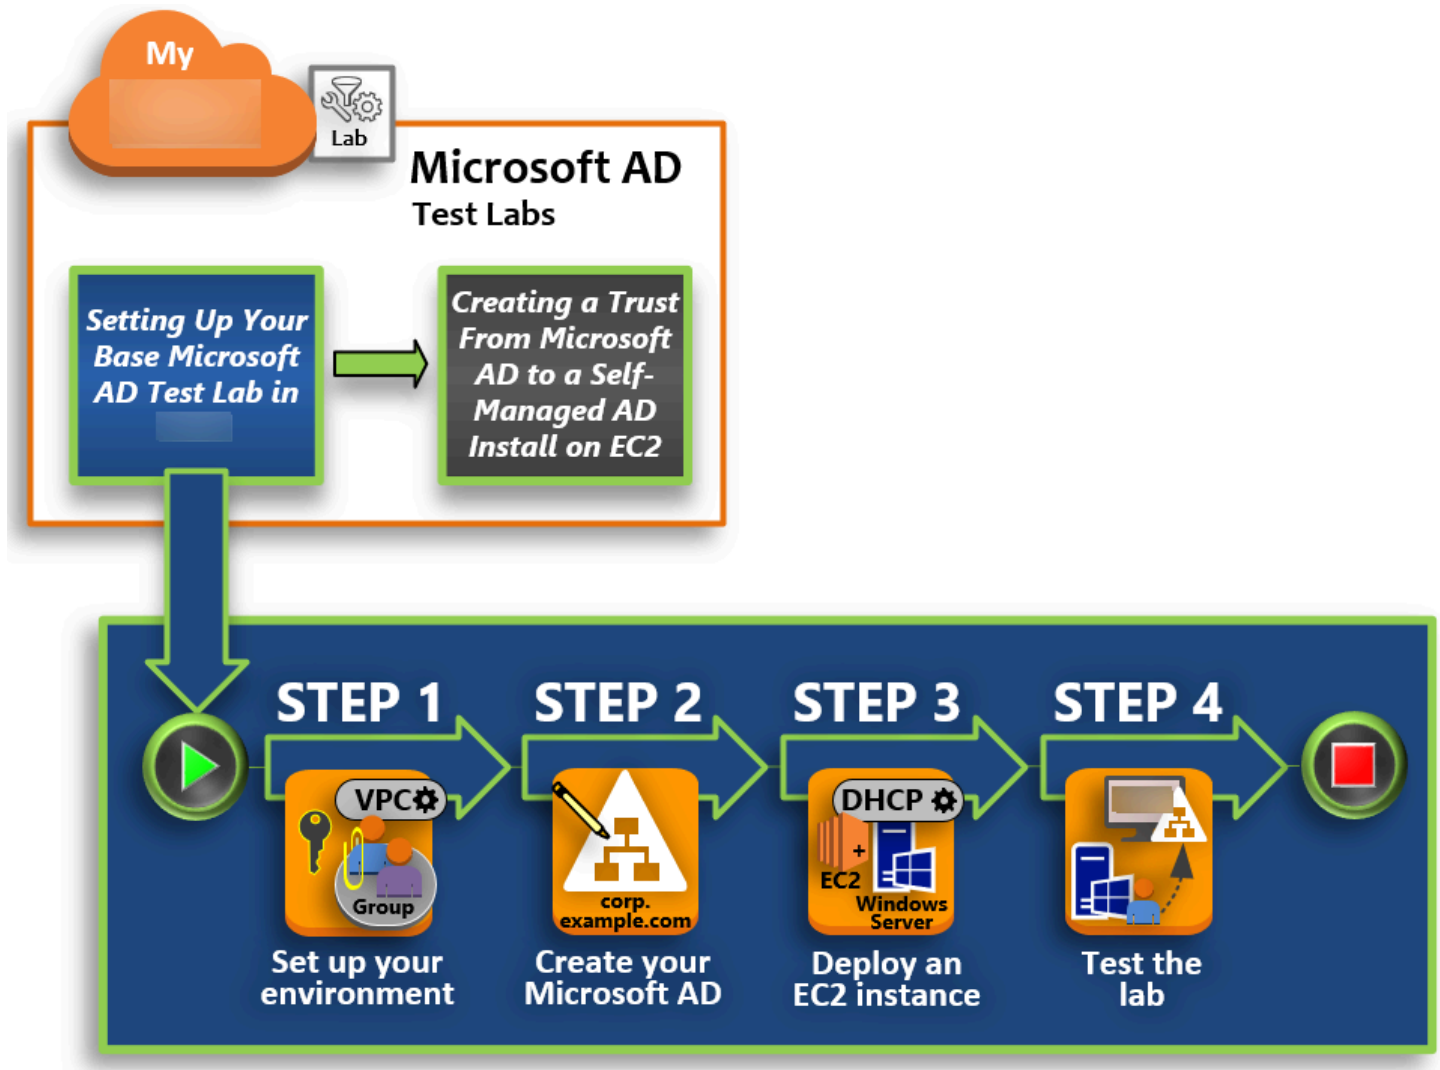 My
Lab
Microsoft AD
Test Labs
Setting Up Your
Base Microsoft
AD Test Lab in
Creating a Trust
From Microsoft
AD to a Self-
Managed AD
Install on EC2
STEP 1
STEP 2
STEP 3
STEP 4
VPC
Group
corp.
example.com
DHCP
+
EC2
Windows
Server
Set up your
environment
Create your
Microsoft AD
Deploy an
EC2 instance
Test the
lab